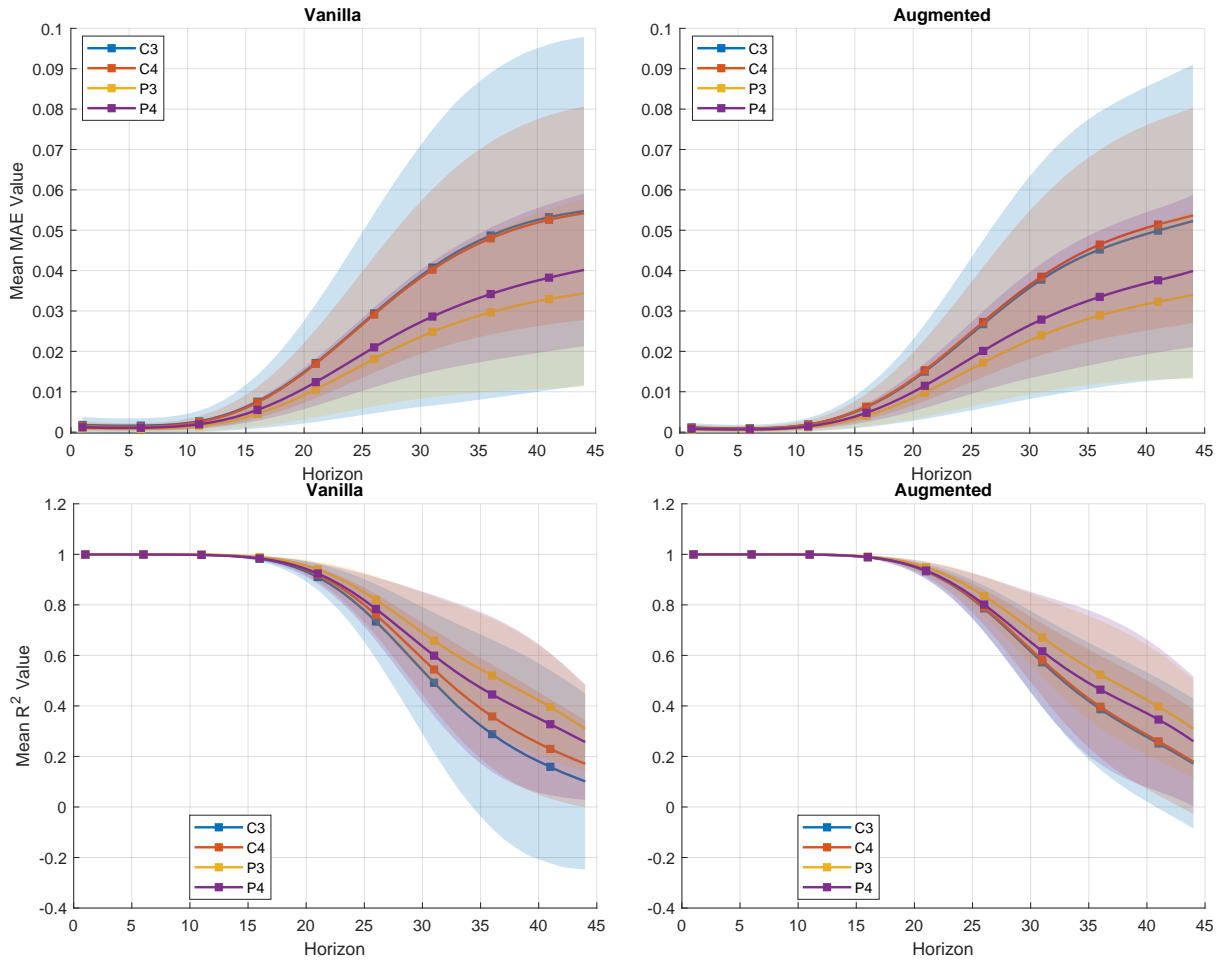 Vanilla
0.1
0.09
0.08
0.07
0.06
0.05
0.04
0.03
0.02
0.01
0
Mean MAE Value
C3
C4
P3
P4
0 5 10 15 20 25 30 35 40 45
Horizon
Augmented
0.1
0.09
0.08
0.07
0.06
0.05
0.04
0.03
0.02
0.01
0
C3
C4
P3
P4
0 5 10 15 20 25 30 35 40 45
Horizon
Vanilla
1.2
1
0.8
0.6
0.4
0.2
0
-0.2
-0.4
Mean R² Value
C3
C4
P3
P4
0 5 10 15 20 25 30 35 40 45
Horizon
Augmented
1.2
1
0.8
0.6
0.4
0.2
0
-0.2
-0.4
C3
C4
P3
P4
0 5 10 15 20 25 30 35 40 45
Horizon